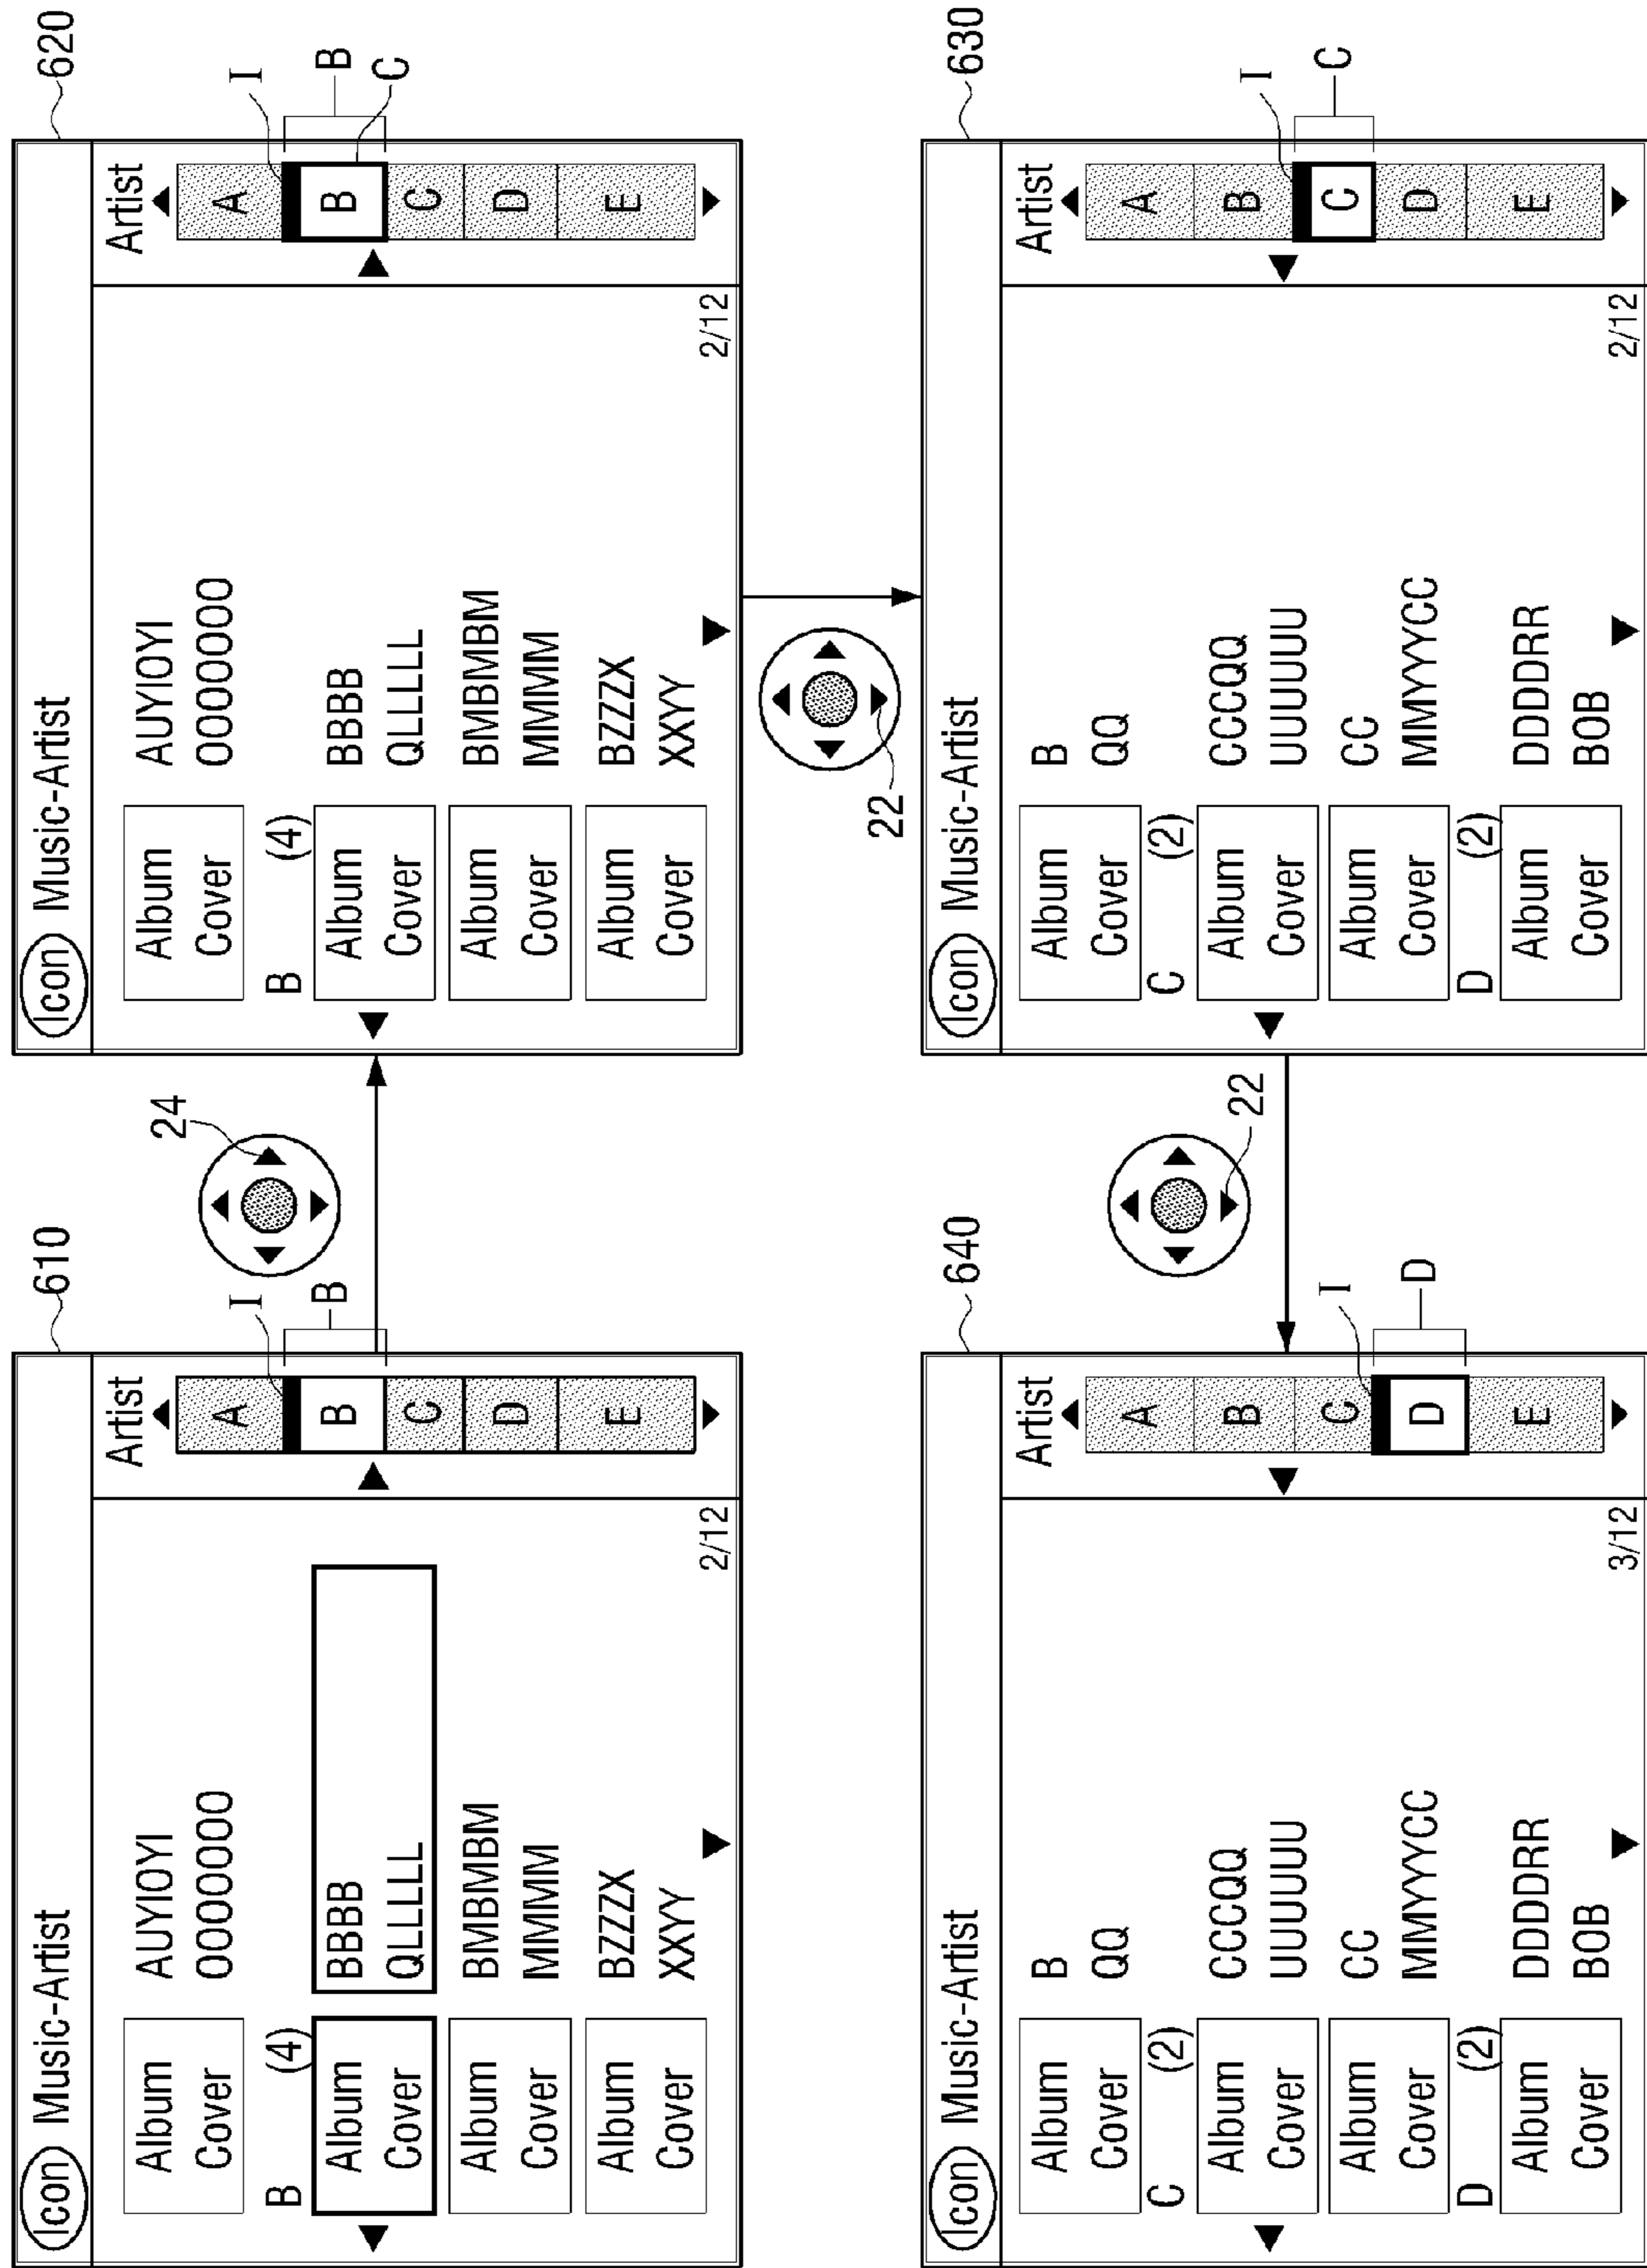 610
Icon Music-Artist
Artist
Album
Cover
AUYIOYI
OOOOOOO
B (4)
Album
Cover
BBBB
QLLLLL
Album
Cover
BMBMBM
MMMMM
Album
Cover
BZZZX
XXYY
2/12
A
B
C
D
E
I
B
24
620
Icon Music-Artist
Artist
Album
Cover
AUYIOYI
OOOOOOO
B (4)
Album
Cover
BBBB
QLLLLL
Album
Cover
BMBMBM
MMMMM
Album
Cover
BZZZX
XXYY
2/12
A
B
C
D
E
I
B
C
22
640
Icon Music-Artist
Artist
Album
Cover
B
QQ
C (2)
Album
Cover
CCCQQ
UUUUUU
Album
Cover
CC
MMYYYCC
D (2)
Album
Cover
DDDDDRR
BOB
3/12
A
B
C
D
E
I
D
22
630
Icon Music-Artist
Artist
Album
Cover
B
QQ
C (2)
Album
Cover
CCCQQ
UUUUUU
Album
Cover
CC
MMYYYCC
D (2)
Album
Cover
DDDDDRR
BOB
2/12
A
B
C
D
E
I
C